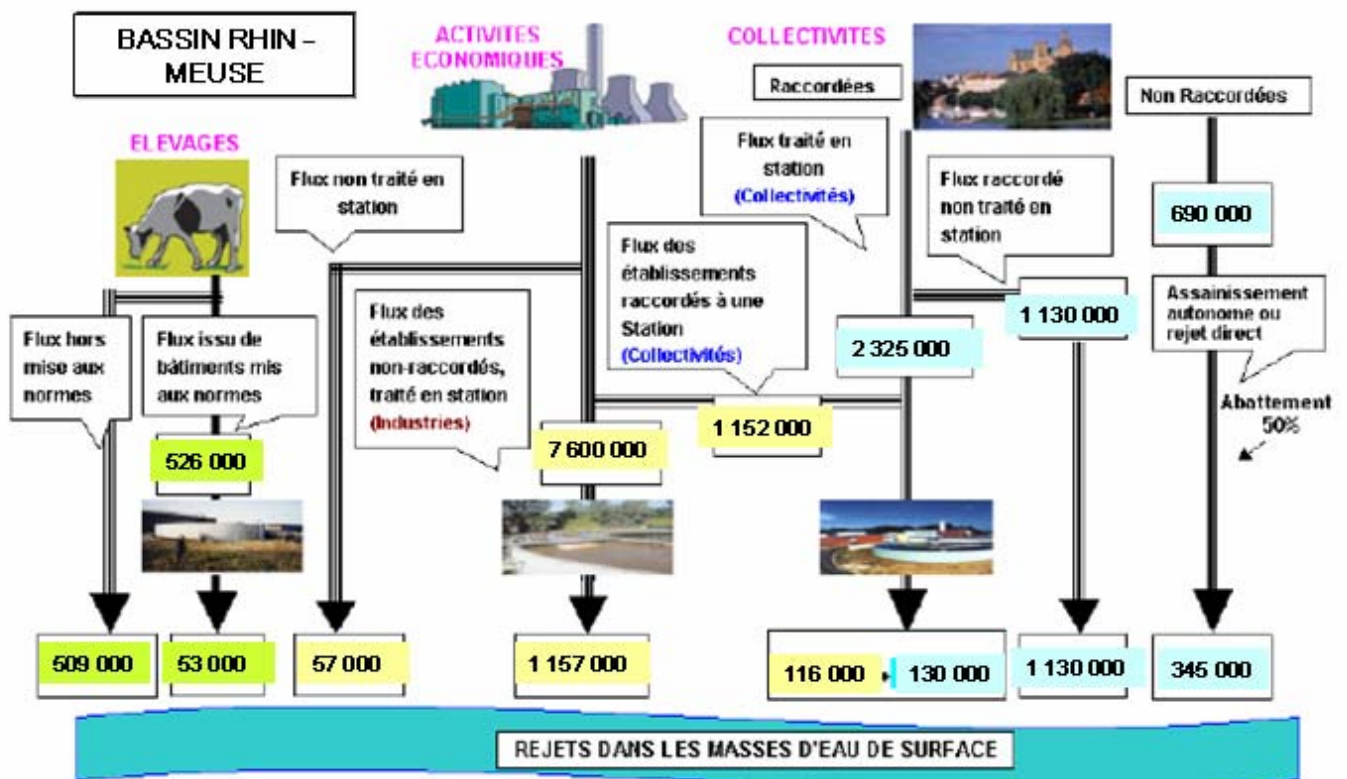 BASSIN RHIN –
MEUSE
ACTIVITES
ECONOMIQUES
COLLECTIVITES
Raccordées
Non Raccordées
ELEVAGES
Flux non traité en
station
Flux traité en
station
(Collectivités)
Flux raccordé
non traité en
station
690 000
Flux des
établissements
raccordés à une
Station
(Collectivités)
Assainissement
autonome ou
rejet direct
1 130 000
Flux hors
mise aux
normes
Flux issu de
bâtiments mis
aux normes
Flux des
établissements
non-raccordés,
traité en station
(Industries)
2 325 000
Abattement
50%
1 152 000
526 000
7 600 000
509 000
53 000
57 000
1 157 000
116 000
130 000
1 130 000
345 000
REJETS DANS LES MASSES D'EAU DE SURFACE